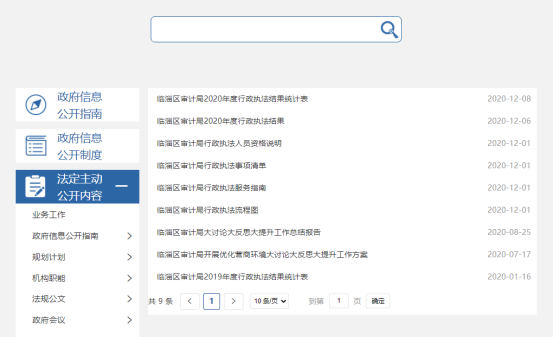 政府信息
公开指南
政府信息
公开制度
法定主动
公开内容
业务工作
政府信息公开指南
规划计划
机构职能
法规公文
政府会议
临淄区审计局2020年度行政执法结果统计表 2020-12-08
临淄区审计局2020年度行政执法结果 2020-12-06
临淄区审计局行政执法人员资格说明 2020-12-01
临淄区审计局行政执法事项清单 2020-12-01
临淄区审计局行政执法服务指南 2020-12-01
临淄区审计局行政执法流程图 2020-12-01
临淄区审计局大讨论大反思大提升工作总结报告 2020-08-25
临淄区审计局开展优化营商环境大讨论大反思大提升工作方案 2020-07-17
临淄区审计局2019年度行政执法结果统计表 2020-01-16
共 9 条 < 1 > 10 条/页 到第 1 页 确定